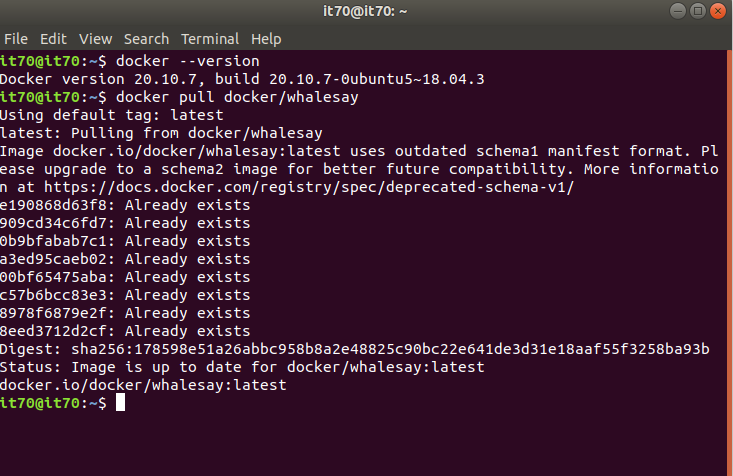 it70@it70: ~
File Edit View Search Terminal Help
it70@it70:~$ docker --version
Docker version 20.10.7, build 20.10.7-0ubuntu5~18.04.3
it70@it70:~$ docker pull docker/whalesay
Using default tag: latest
latest: Pulling from docker/whalesay
Image docker.io/docker/whalesay:latest uses outdated schema1 manifest format. Pl
ease upgrade to a schema2 image for better future compatibility. More informatio
n at https://docs.docker.com/registry/spec/deprecated-schema-v1/
e190868d63f8: Already exists
909cd34c6fd7: Already exists
0b9bfabab7c1: Already exists
a3ed95caeb02: Already exists
00bf65475aba: Already exists
c57b6bcc83e3: Already exists
8978f6879e2f: Already exists
8eed3712d2cf: Already exists
Digest: sha256:178598e51a26abbc958b8a2e48825c90bc22e641de3d31e18aaf55f3258ba93b
Status: Image is up to date for docker/whalesay:latest
docker.io/docker/whalesay:latest
it70@it70:~$